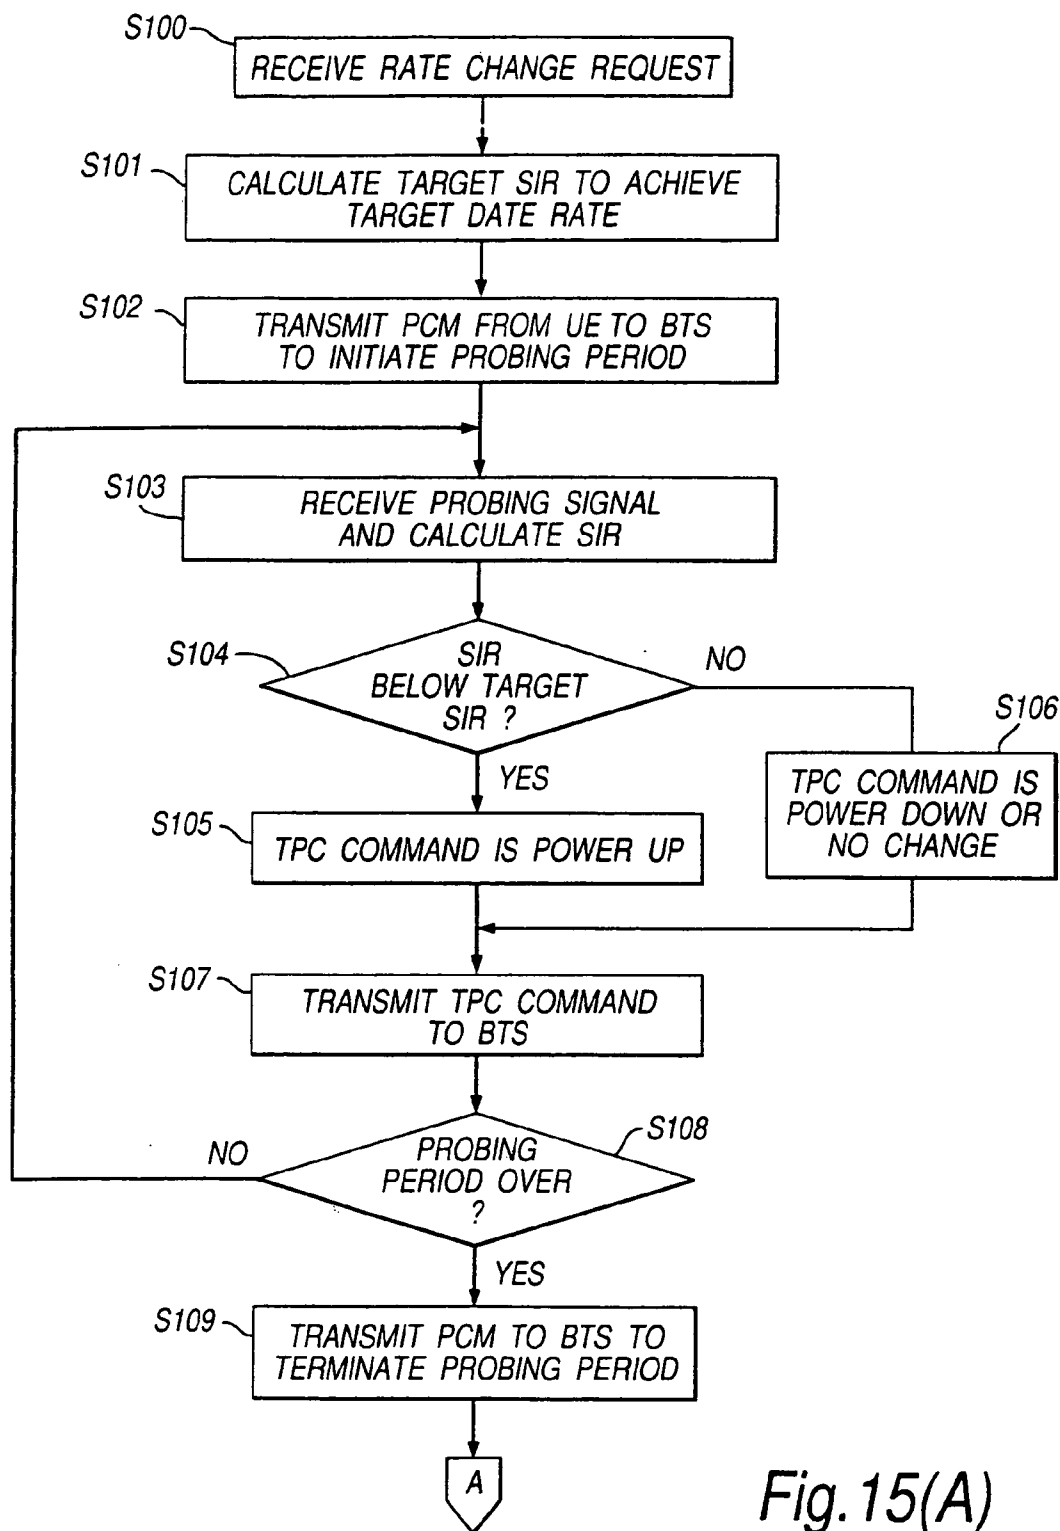 S100
RECEIVE RATE CHANGE REQUEST
S101
CALCULATE TARGET SIR TO ACHIEVE
TARGET DATE RATE
S102
TRANSMIT PCM FROM UE TO BTS
TO INITIATE PROBING PERIOD
S103
RECEIVE PROBING SIGNAL
AND CALCULATE SIR
S104
SIR
BELOW TARGET
SIR ?
NO
YES
S106
TPC COMMAND IS
POWER DOWN OR
NO CHANGE
S105
TPC COMMAND IS POWER UP
S107
TRANSMIT TPC COMMAND
TO BTS
S108
PROBING
PERIOD OVER
?
NO
YES
S109
TRANSMIT PCM TO BTS TO
TERMINATE PROBING PERIOD
A
Fig.15(A)